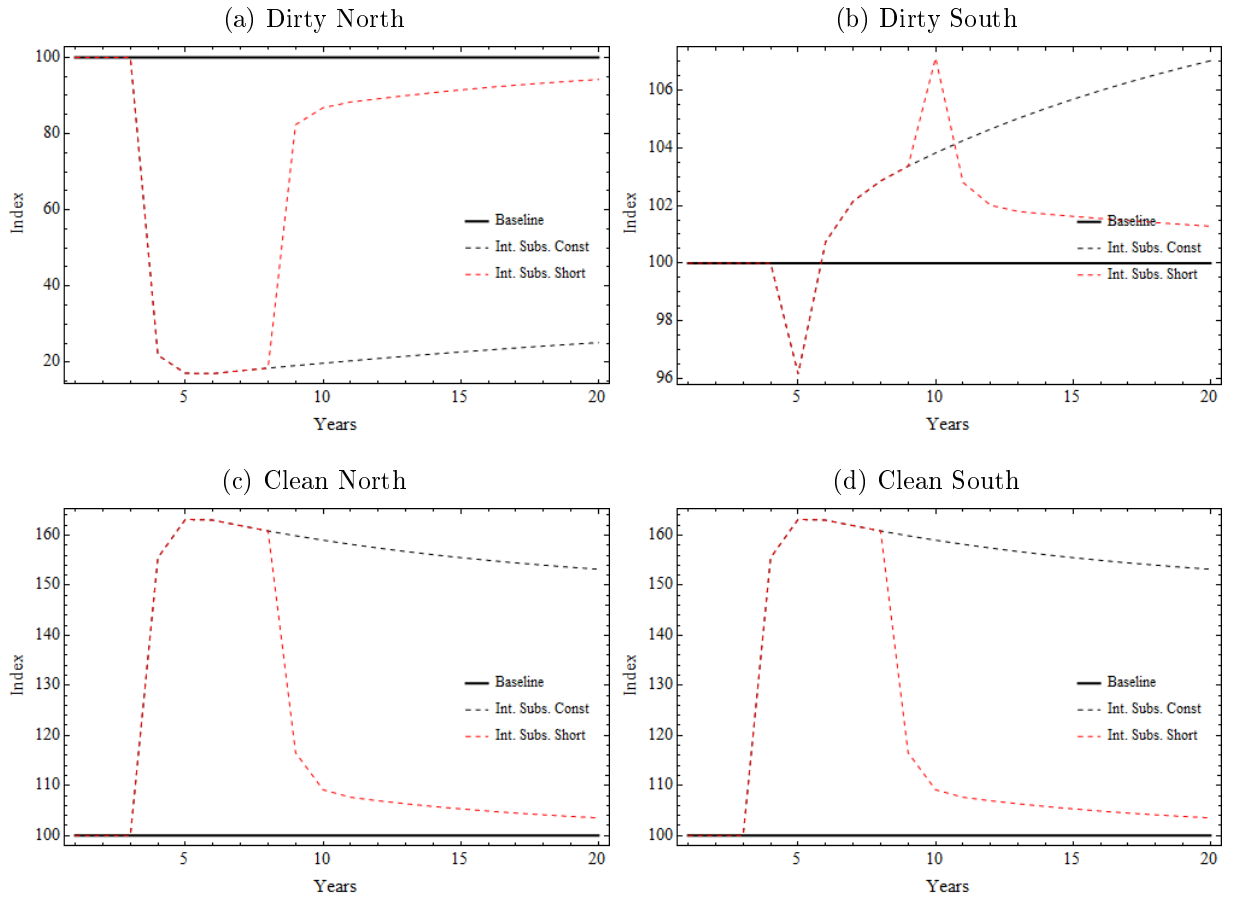 (a) Dirty North
100
80
60
40
20
Index
Baseline
Int. Subs. Const
Int. Subs. Short
5 10 15 20
Years
(b) Dirty South
106
104
102
100
98
96
Index
Baseline
Int. Subs. Const
Int. Subs. Short
5 10 15 20
Years
(c) Clean North
160
150
140
130
120
110
100
Index
Baseline
Int. Subs. Const
Int. Subs. Short
5 10 15 20
Years
(d) Clean South
160
150
140
130
120
110
100
Index
Baseline
Int. Subs. Const
Int. Subs. Short
5 10 15 20
Years